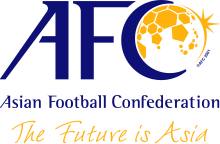 AFC
Asian Football Confederation
The Future is Asia